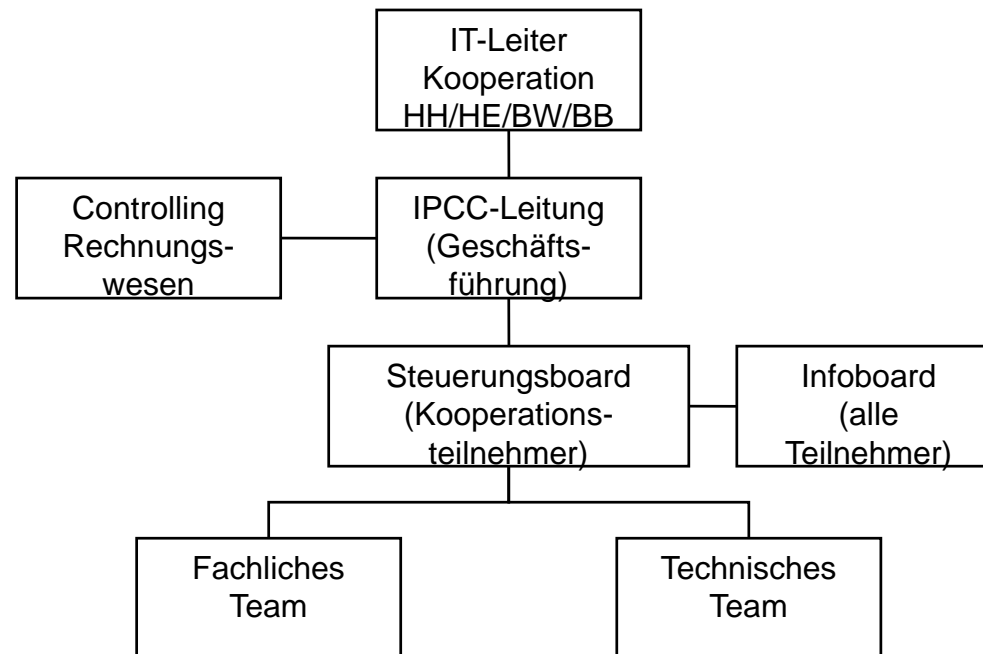 IT-Leiter
Kooperation
HH/HE/BW/BB
Controlling
Rechnungs-
wesen
IPCC-Leitung
(Geschäfts-
führung)
Steuerungsboard
(Kooperations-
teilnehmer)
Infoboard
(alle
Teilnehmer)
Fachliches
Team
Technisches
Team